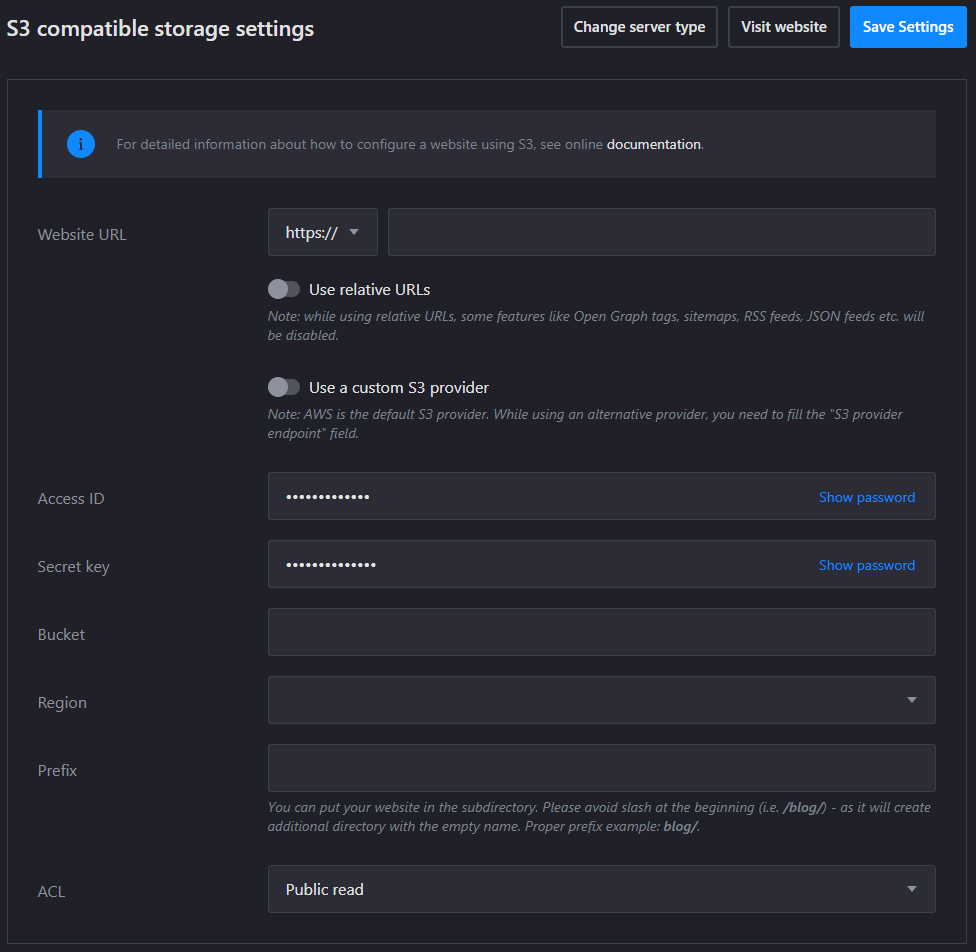 S3 compatible storage settings
Change server type
Visit website
Save Settings
For detailed information about how to configure a website using S3, see online documentation.
Website URL
https://
Use relative URLs
Note: while using relative URLs, some features like Open Graph tags, sitemaps, RSS feeds, JSON feeds etc. will
be disabled.
Use a custom S3 provider
Note: AWS is the default S3 provider. While using an alternative provider, you need to fill the "S3 provider
endpoint" field.
Access ID
•••••••••••••
Show password
Secret key
••••••••••••••
Show password
Bucket
Region
Prefix
You can put your website in the subdirectory. Please avoid slash at the beginning (i.e. /blog/) - as it will create
additional directory with the empty name. Proper prefix example: blog/.
ACL
Public read